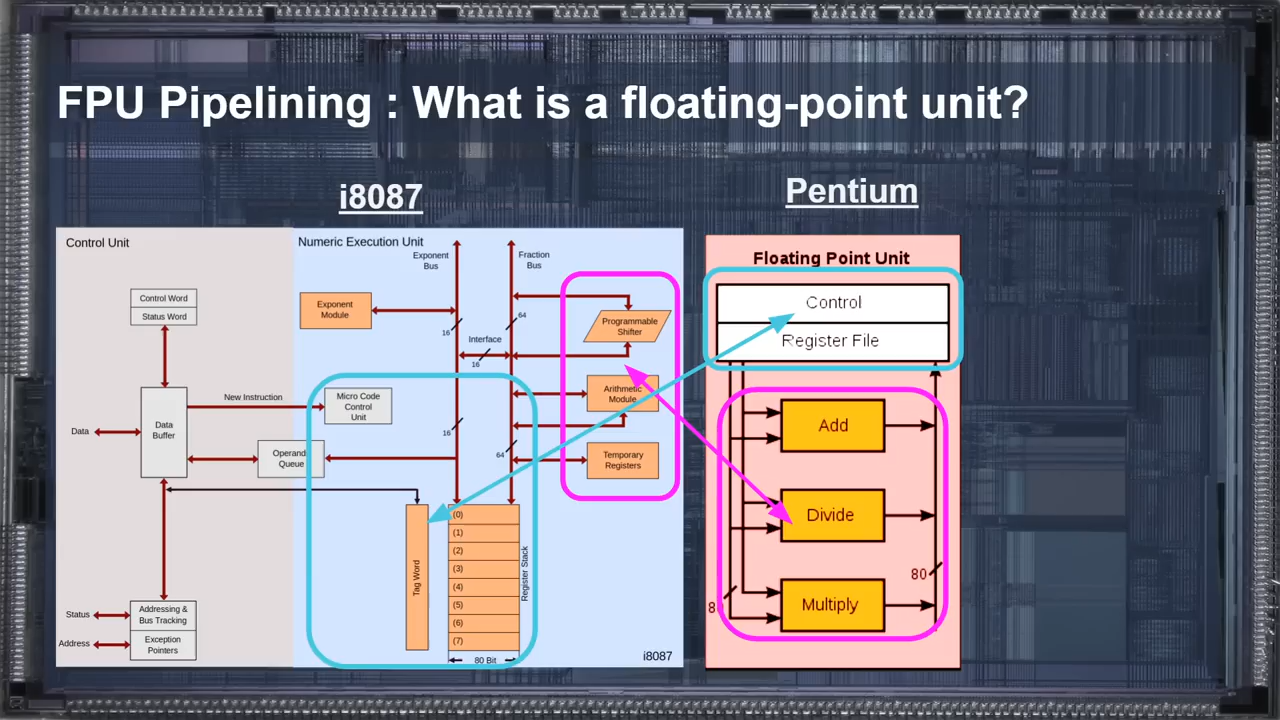 FPU Pipelining : What is a floating-point unit?
i8087
Pentium
Control Unit
Numeric Execution Unit
Exponent
Bus
Fraction
Bus
Control Word
Status Word
Exponent
Module
16
64
Interface
16
Programmable
Shifter
New Instruction
Micro Code
Control
Unit
Arithmetic
Module
Data
Data
Buffer
Operand
Queue
16
64
Temporary
Registers
Tag Word
(0)
(1)
(2)
(3)
(4)
(5)
(6)
(7)
Register Stack
80 Bit
Status
Address
Addressing &
Bus Tracking
Exception
Pointers
i8087
Floating Point Unit
Control
Register File
Add
Divide
Multiply
80
80